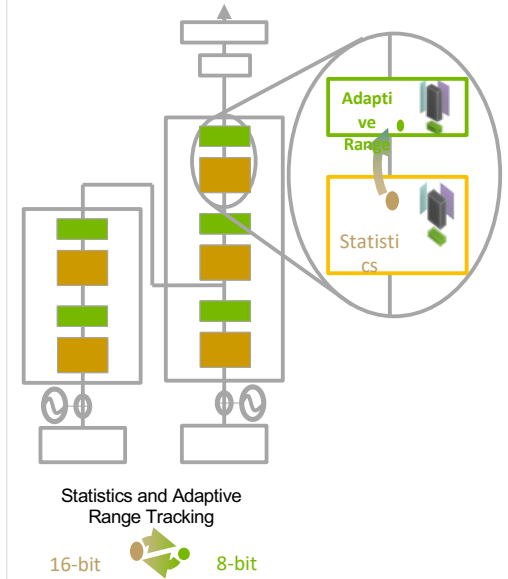 Adapti
ve
Range
Statisti
cs
Statistics and Adaptive
Range Tracking
16-bit
8-bit